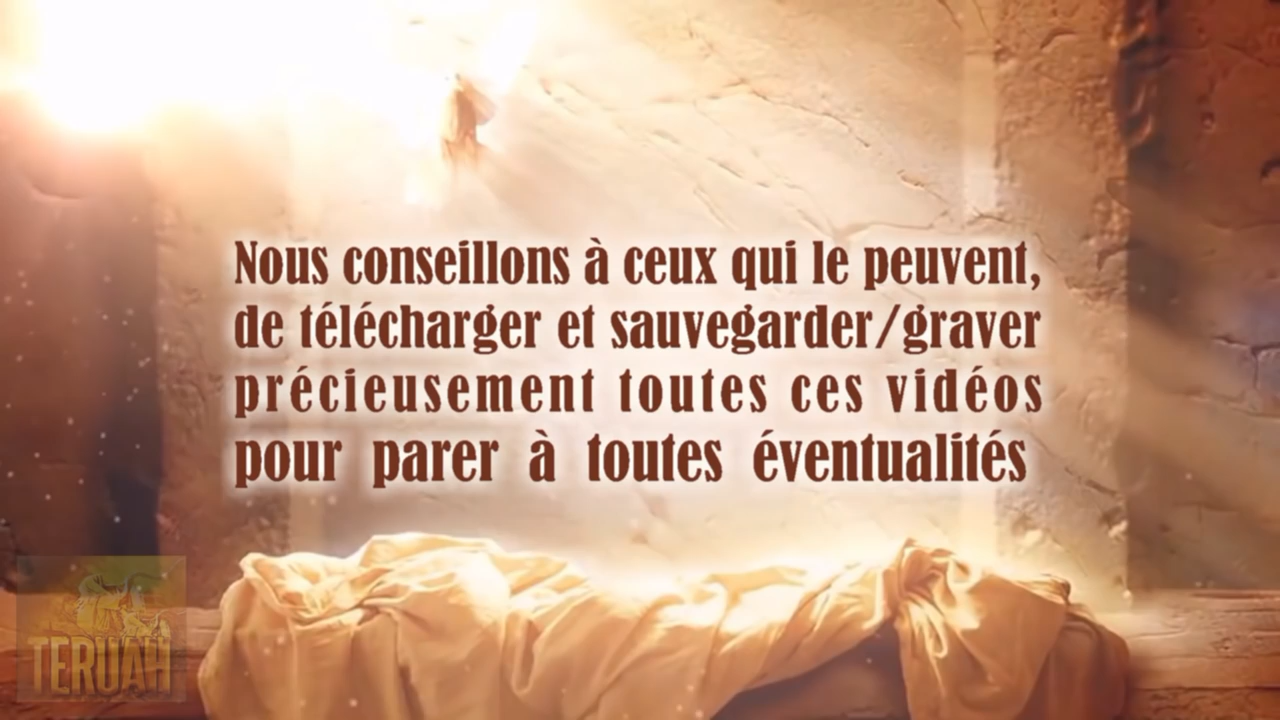 Nous conseillons à ceux qui le peuvent,
de télécharger et sauvegarder/graver
précieusement toutes ces vidéos
pour parer à toutes éventualités
TERUAH